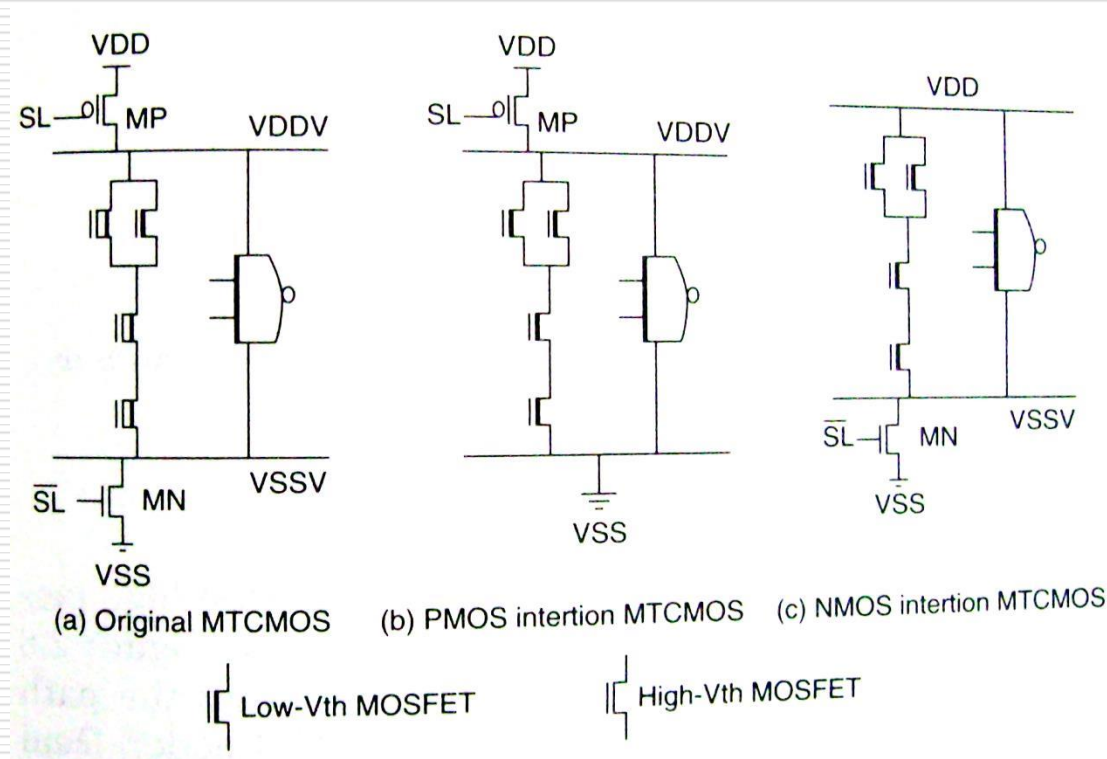 VDD
SL MP
VDDV
SL MN
VSSV
VSS
(a) Original MTCMOS
VDD
SL MP
VDDV
VSS
(b) PMOS intertion MTCMOS
VDD
SL MN
VSSV
VSS
(c) NMOS intertion MTCMOS
Low-Vth MOSFET
High-Vth MOSFET